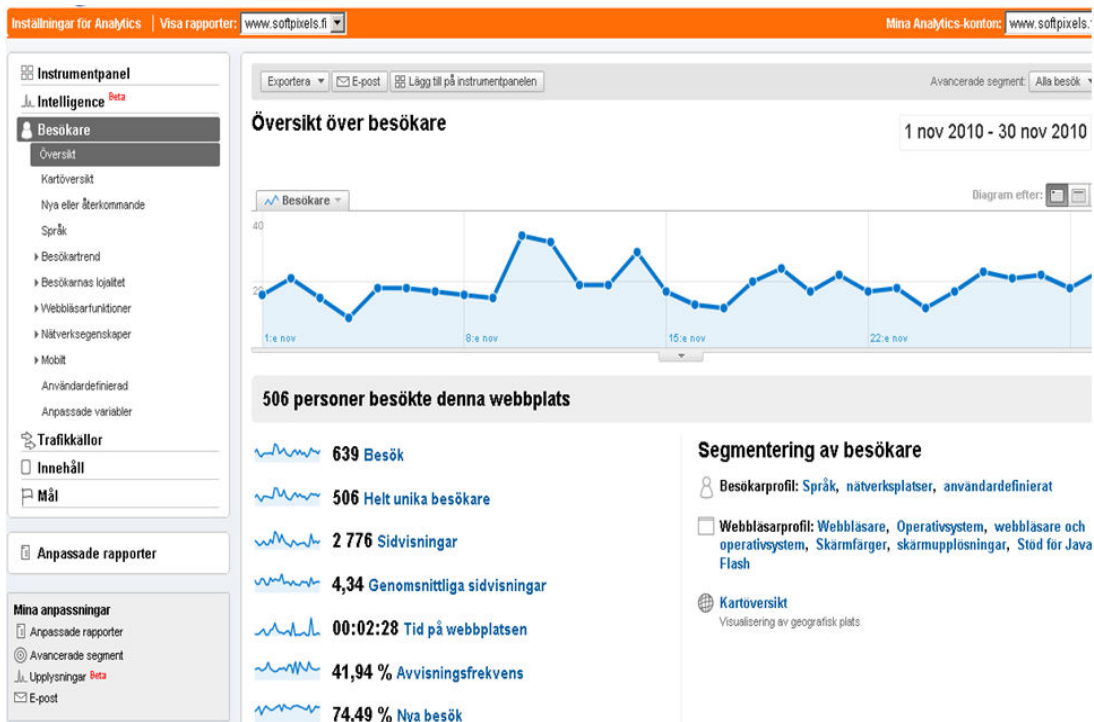 Inställningar för Analytics | Visa rapporter: www.softpixels.fi
Mina Analytics-konton: www.softpixels.
Instrumentpanel
Intelligence Beta
Besökare
Översikt
Kartöversikt
Nya eller återkommande
Språk
Besökartrend
Besökarnas lojalitet
Webbläsarfunktioner
Nätverksegenskaper
Mobilt
Användardefinierad
Anpassade variabler
Trafikkällor
Innehåll
Mål
Anpassade rapporter
Mina anpassningar
Anpassade rapporter
Avancerade segment
Upplysningar Beta
E-post
Exportera
E-post
Lägg till på instrumentpanelen
Avancerade segment: Alla besök
Översikt över besökare
1 nov 2010 - 30 nov 2010
Besökare
Diagram efter:
40
20
20
1:e nov
8:e nov
15:e nov
22:e nov
506 personer besökte denna webbplats
639 Besök
506 Helt unika besökare
2 776 Sidvisningar
4,34 Genomsnittliga sidvisningar
00:02:28 Tid på webbplatsen
41,94 % Avvisningsfrekvens
74,49 % Nya besök
Segmentering av besökare
Besökarprofil: Språk, nätverksplatser, användardefinierat
Webbläsarprofil: Webbläsare, Operativsystem, webbläsare och
operativsystem, Skärmfärger, skärmupplösningar, Stöd för Java
Flash
Kartöversikt
Visualisering av geografisk plats